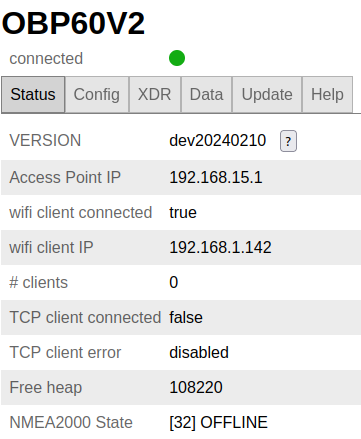 OBP60V2
connected
Status Config XDR Data Update Help
VERSION dev20240210 ?
Access Point IP 192.168.15.1
wifi client connected true
wifi client IP 192.168.1.142
# clients 0
TCP client connected false
TCP client error disabled
Free heap 108220
NMEA2000 State [32] OFFLINE